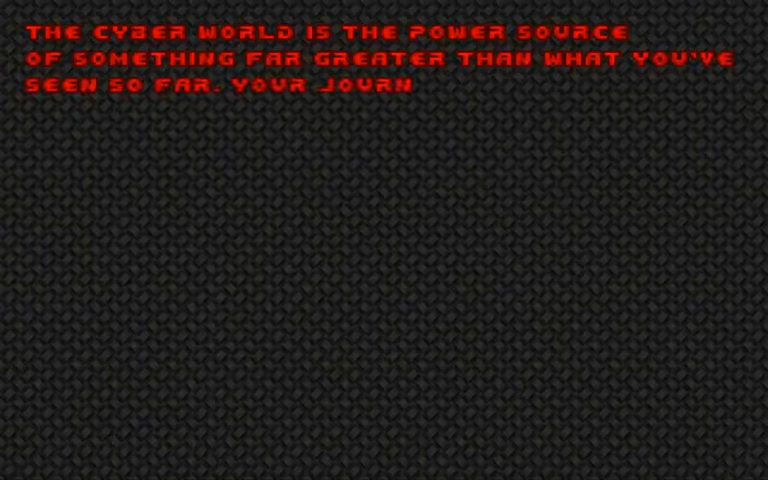 THE CYBER WORLD IS THE POWER SOURCE
OF SOMETHING FAR GREATER THAN WHAT YOU'VE
SEEN SO FAR. YOUR JOURN